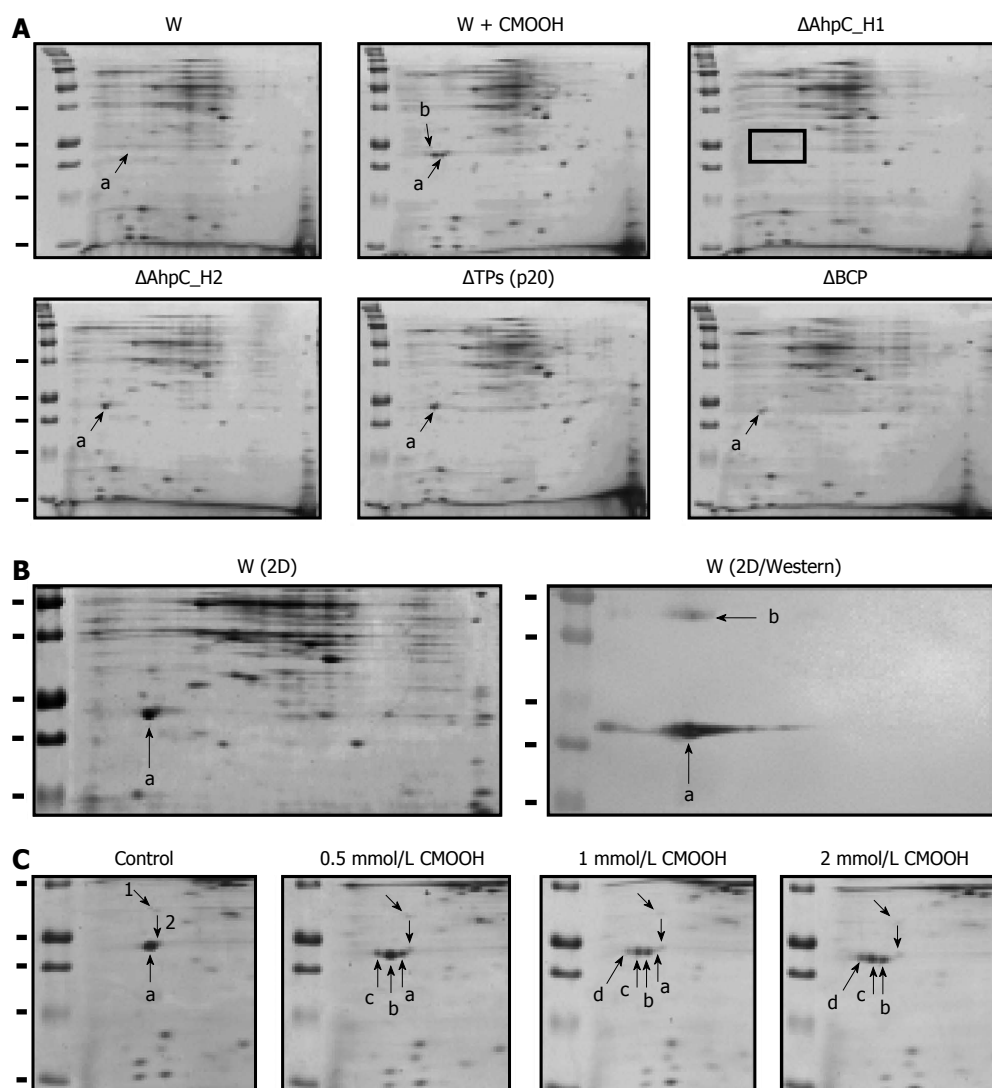 A
W
W + CMOOH
ΔAhpC_H1
a
b
a
ΔAhpC_H2
ΔTPs (p20)
ΔBCP
a
a
a
B
W (2D)
W (2D/Western)
a
b
a
C
Control
0.5 mmol/L CMOOH
1 mmol/L CMOOH
2 mmol/L CMOOH
1
2
a
c
b
a
d
c
b
a
d
c
b